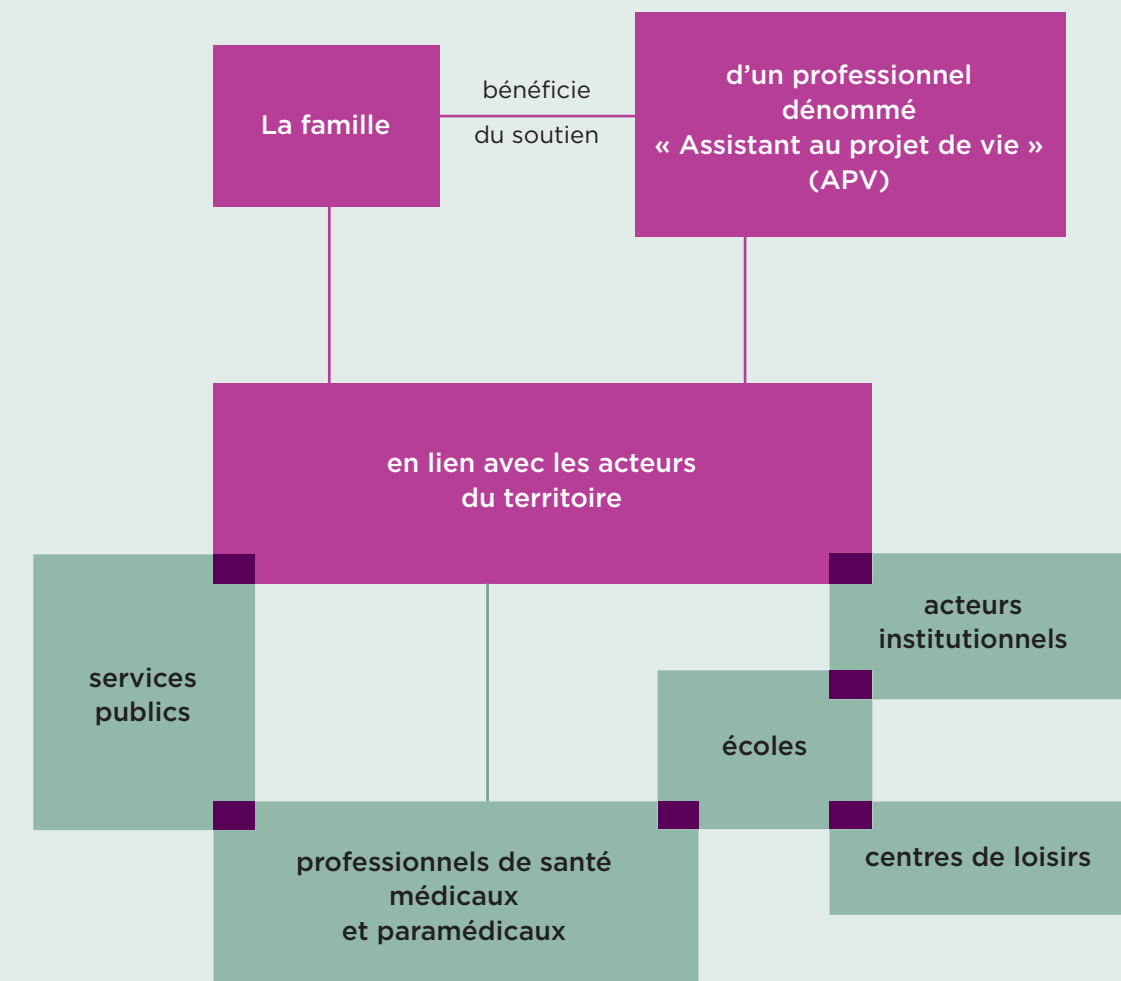 La famille
bénéficie
du soutien
d’un professionnel
dénommé
« Assistant au projet de vie »
(APV)
en lien avec les acteurs
du territoire
services
publics
acteurs
institutionnels
écoles
professionnels de santé
médicaux
et paramédicaux
centres de loisirs